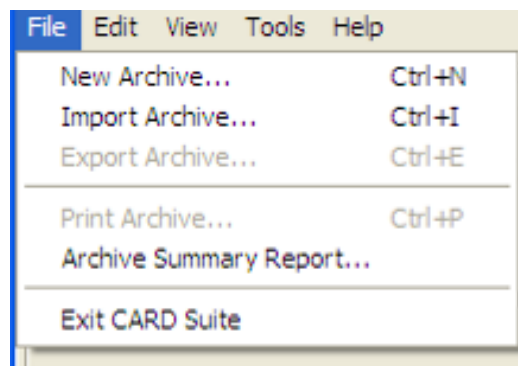 File Edit View Tools Help
New Archive... Ctrl+N
Import Archive... Ctrl+I
Export Archive... Ctrl+E
Print Archive... Ctrl+P
Archive Summary Report...
Exit CARD Suite